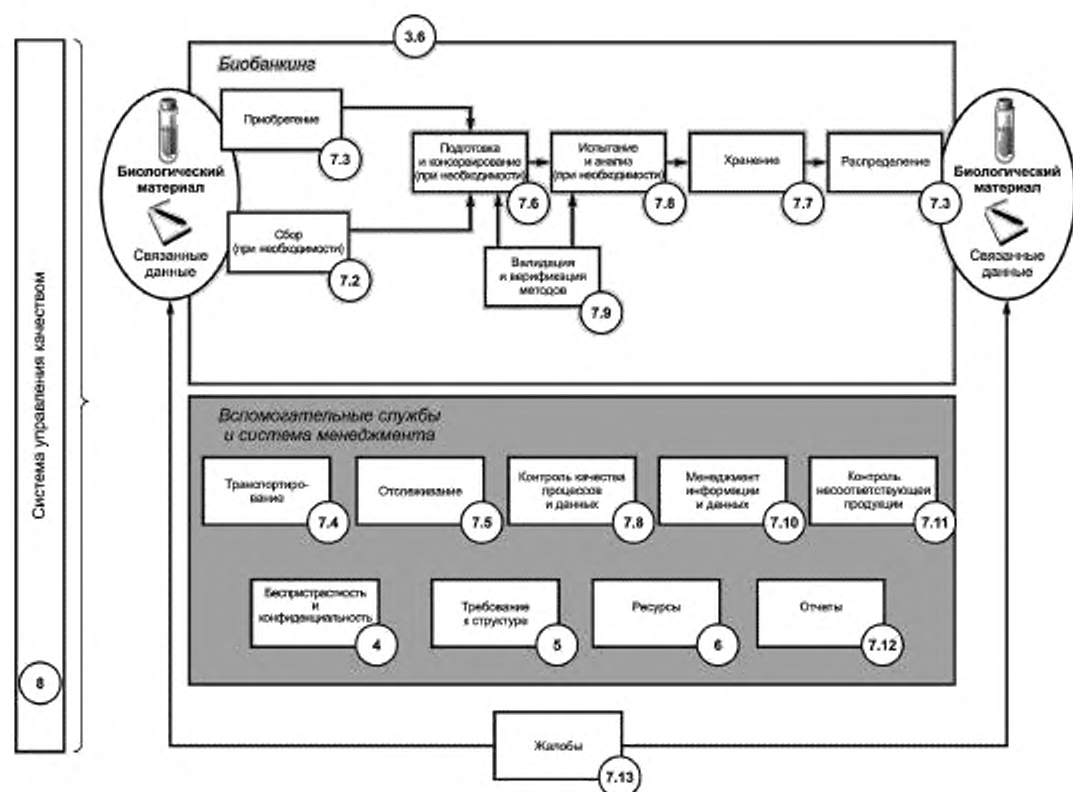 Система управления качеством
8
3.6
Биобанкинг
Биологический
материал
Связанные
данные
Приобретение
7.3
Сбор
(при необходимости)
7.2
Подготовка
и консервирование
(при необходимости)
7.6
Испытание
и анализ
(при необходимости)
7.8
Хранение
7.7
Распределение
7.3
Валидация
и верификация
методов
7.9
Биологический
материал
Связанные
данные
Вспомогательные службы
и система менеджмента
Транспортиро-
вание
7.4
Отслеживание
7.5
Контроль качества
процессов
и данных
7.8
Менеджмент
информации
и данных
7.10
Контроль
несоответствующей
продукции
7.11
Беспристрастность
и
конфиденциальность
4
Требование
к структуре
5
Ресурсы
6
Отчеты
7.12
Жалобы
7.13